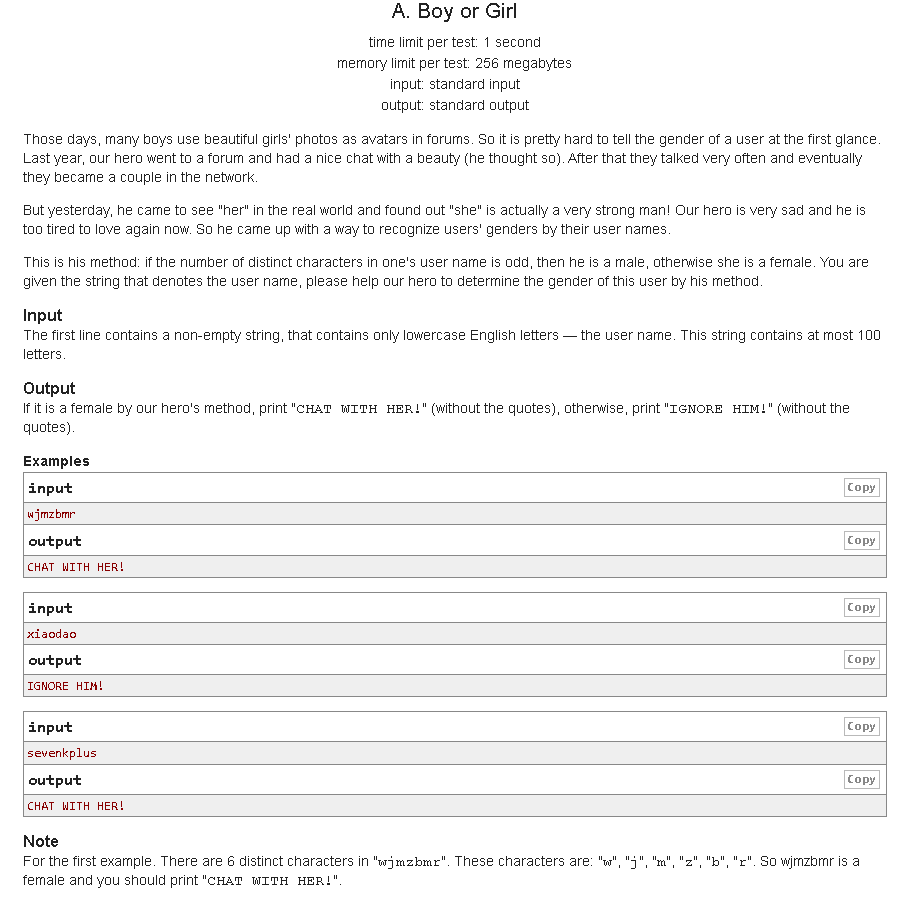 A. Boy or Girl
time limit per test: 1 second
memory limit per test: 256 megabytes
input: standard input
output: standard output
Those days, many boys use beautiful girls' photos as avatars in forums. So it is pretty hard to tell the gender of a user at the first glance.
Last year, our hero went to a forum and had a nice chat with a beauty (he thought so). After that they talked very often and eventually
they became a couple in the network.
But yesterday, he came to see "her" in the real world and found out "she" is actually a very strong man! Our hero is very sad and he is
too tired to love again now. So he came up with a way to recognize users' genders by their user names.
This is his method: if the number of distinct characters in one's user name is odd, then he is a male, otherwise she is a female. You are
given the string that denotes the user name, please help our hero to determine the gender of this user by his method.
Input
The first line contains a non-empty string, that contains only lowercase English letters — the user name. This string contains at most 100
letters.
Output
If it is a female by our hero's method, print "CHAT WITH HER!" (without the quotes), otherwise, print "IGNORE HIM!" (without the
quotes).
Examples
input Copy
wjmzbmr
output Copy
CHAT WITH HER!
input Copy
xiaodao
output Copy
IGNORE HIM!
input Copy
sevenkplus
output Copy
CHAT WITH HER!
Note
For the first example. There are 6 distinct characters in "wjmzbmr". These characters are: "w", "j", "m", "z", "b", "r". So wjmzbmr is a
female and you should print "CHAT WITH HER!".